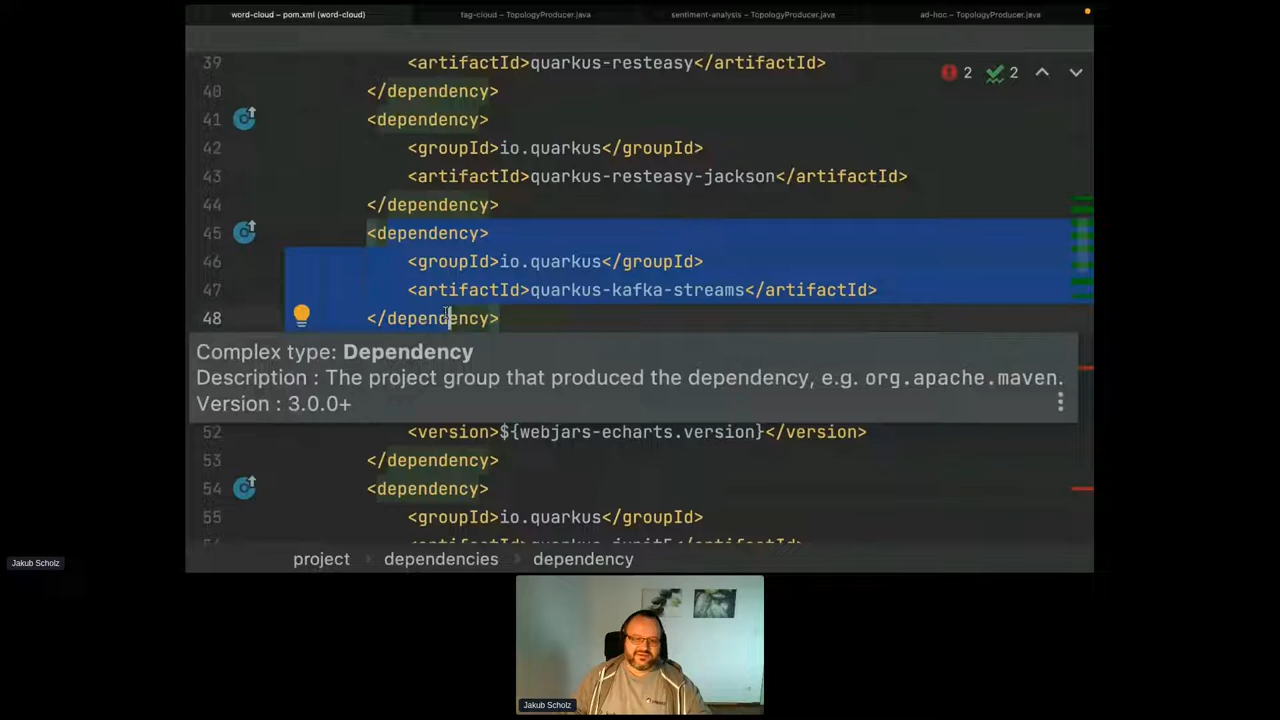 word-cloud – pom.xml (word-cloud)
tag-cloud – TopologyProducer.java
sentiment-analysis – TopologyProducer.java
ad-hoc – TopologyProducer.java
39 <artifactId>quarkus-resteasy</artifactId>
2 2
40 </dependency>
41 <dependency>
42 <groupId>io.quarkus</groupId>
43 <artifactId>quarkus-resteasy-jackson</artifactId>
44 </dependency>
45 <dependency>
46 <groupId>io.quarkus</groupId>
47 <artifactId>quarkus-kafka-streams</artifactId>
48 </dependency>
Complex type: Dependency
Description : The project group that produced the dependency, e.g. org.apache.maven.
Version : 3.0.0+
52 <version>${webjars-echarts.version}</version>
53 </dependency>
54 <dependency>
55 <groupId>io.quarkus</groupId>
project dependencies dependency
Jakub Scholz
Jakub Scholz